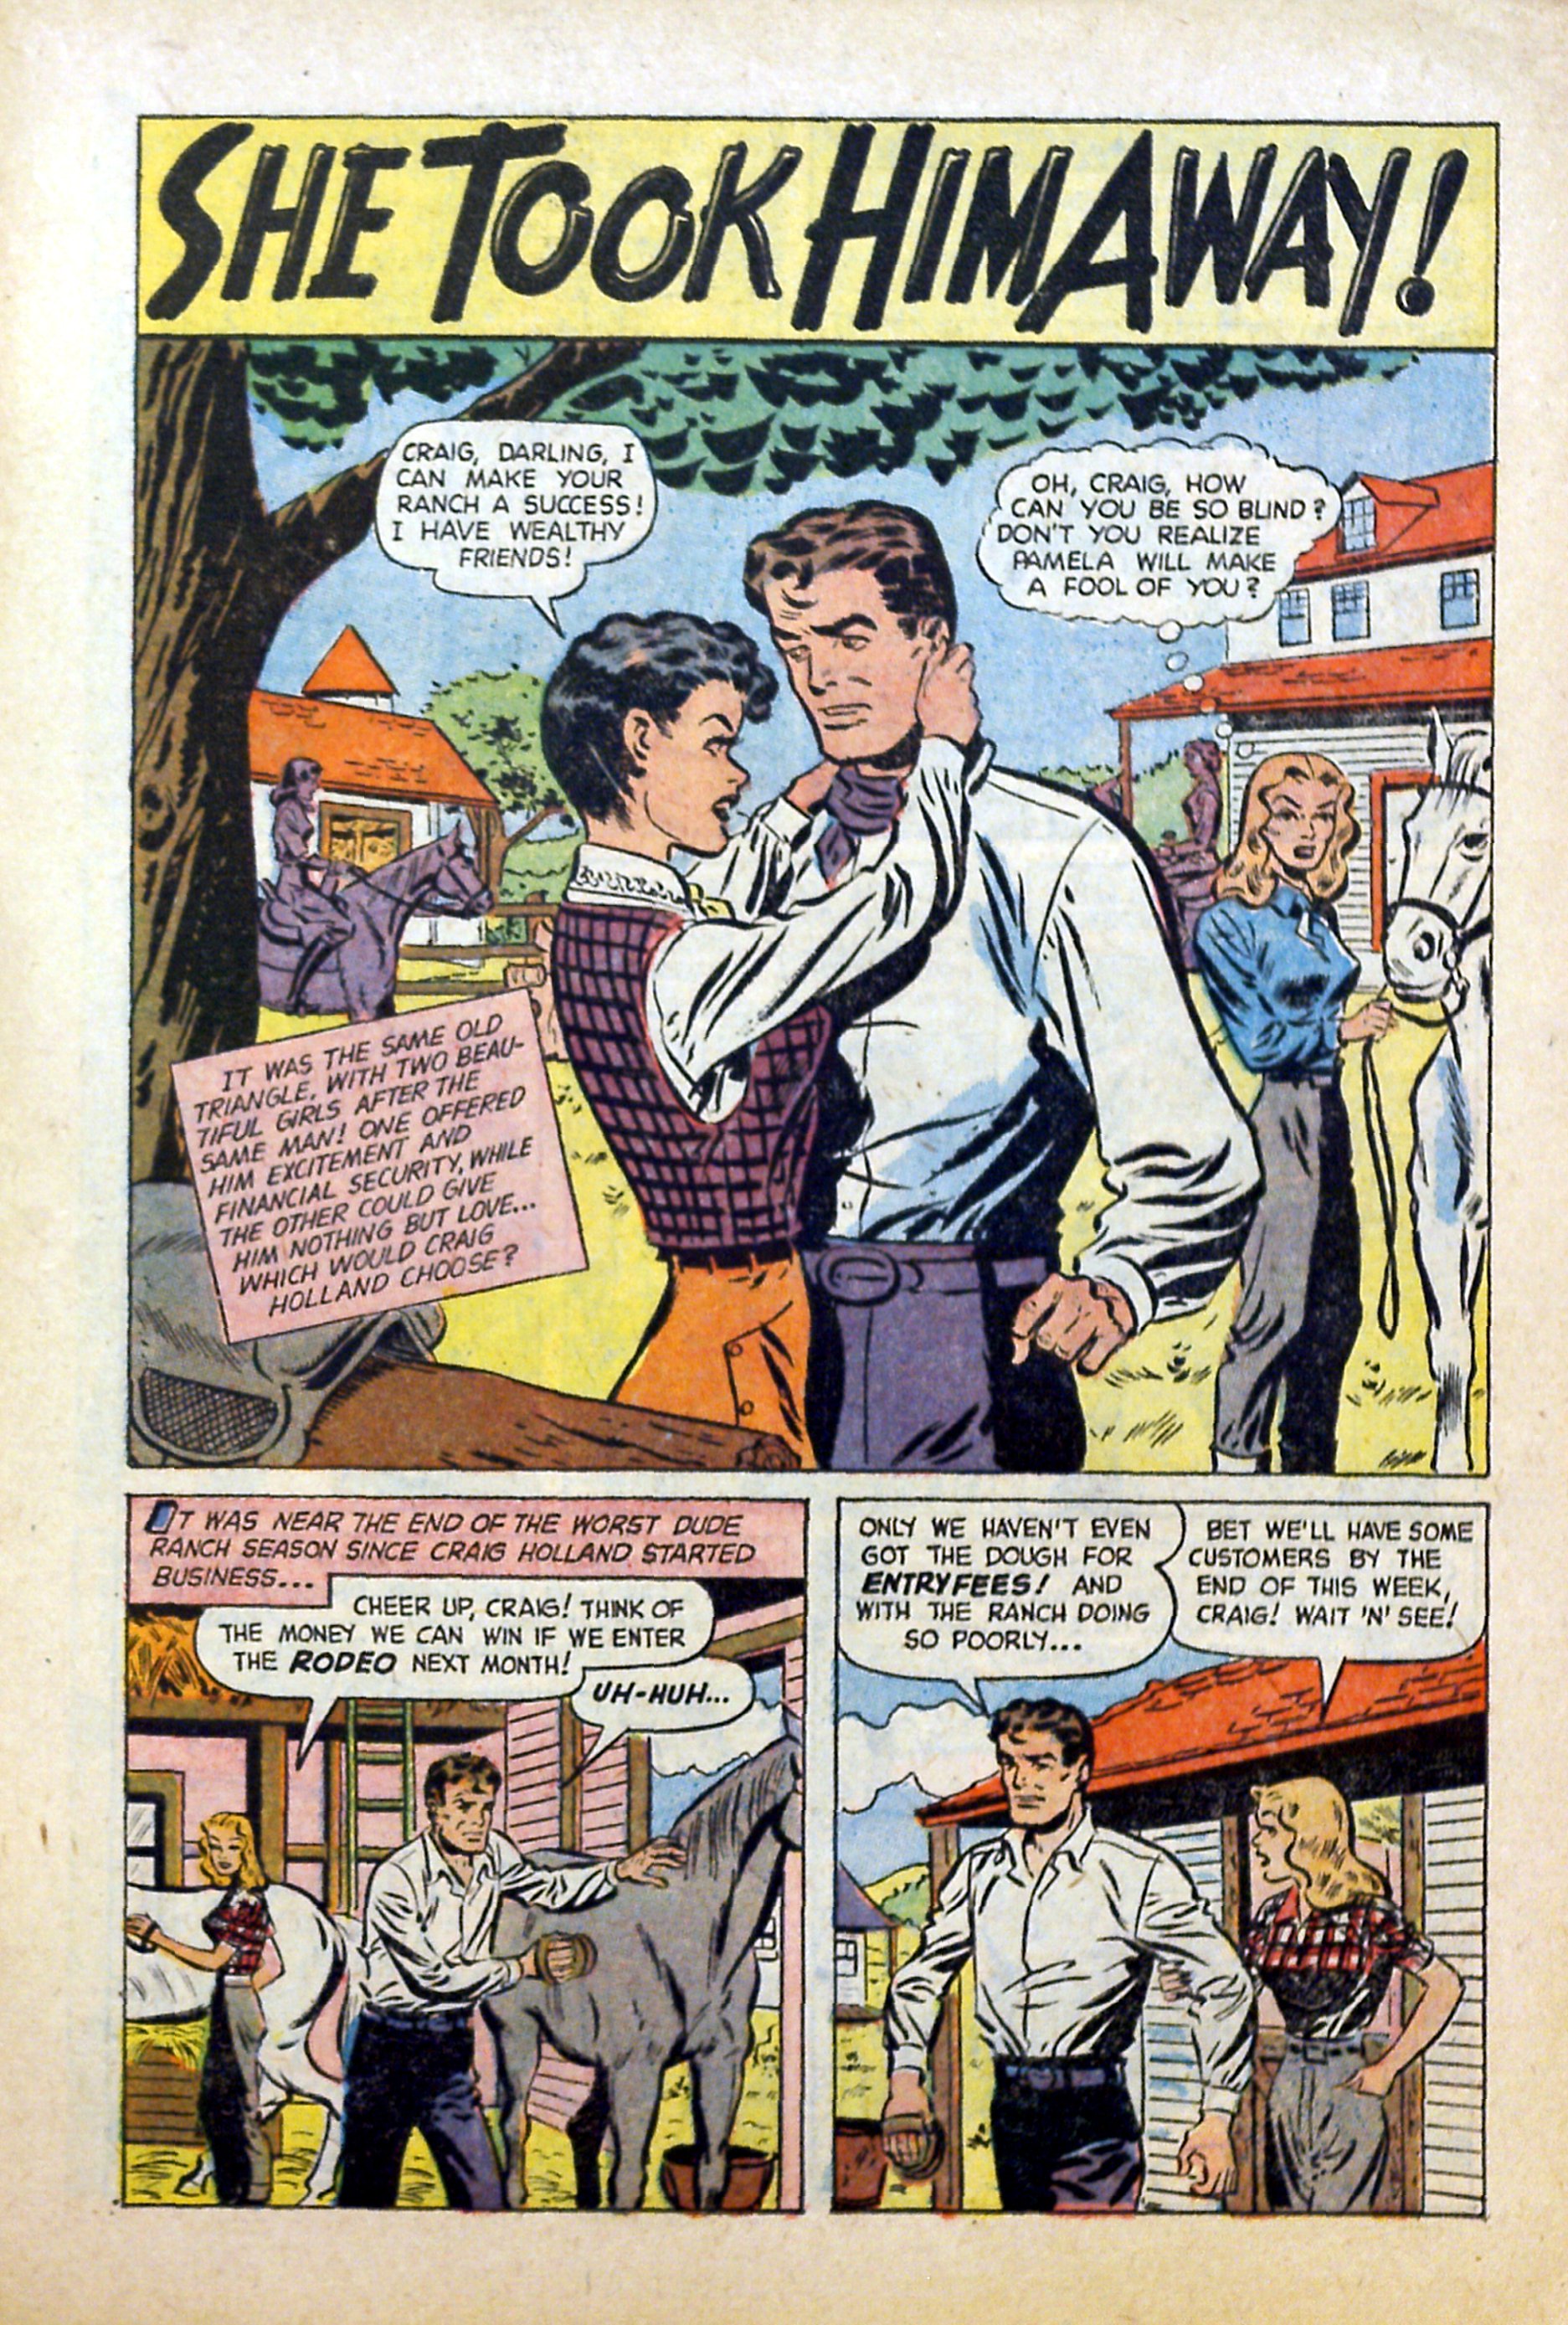 SHE TOOK HIM AWAY!
CRAIG, DARLING, I
CAN MAKE YOUR
RANCH A SUCCESS!
I HAVE WEALTHY
FRIENDS!
OH, CRAIG, HOW
CAN YOU BE SO BLIND?
DON'T YOU REALIZE
PAMELA WILL MAKE
A FOOL OF YOU?
IT WAS THE SAME OLD
TRIANGLE, WITH TWO BEAU-
TIFUL GIRLS AFTER THE
SAME MAN! ONE OFFERED
HIM EXCITEMENT AND
FINANCIAL SECURITY, WHILE
THE OTHER COULD GIVE
HIM NOTHING BUT LOVE...
WHICH WOULD CRAIG
HOLLAND CHOOSE?
IT WAS NEAR THE END OF THE WORST DUDE
RANCH SEASON SINCE CRAIG HOLLAND STARTED
BUSINESS...
CHEER UP, CRAIG! THINK OF
THE MONEY WE CAN WIN IF WE ENTER
THE RODEO NEXT MONTH!
UH-HUH...
ONLY WE HAVEN'T EVEN
GOT THE DOUGH FOR
ENTRY FEES! AND
WITH THE RANCH DOING
SO POORLY...
BET WE'LL HAVE SOME
CUSTOMERS BY THE
END OF THIS WEEK,
CRAIG! WAIT 'N' SEE!